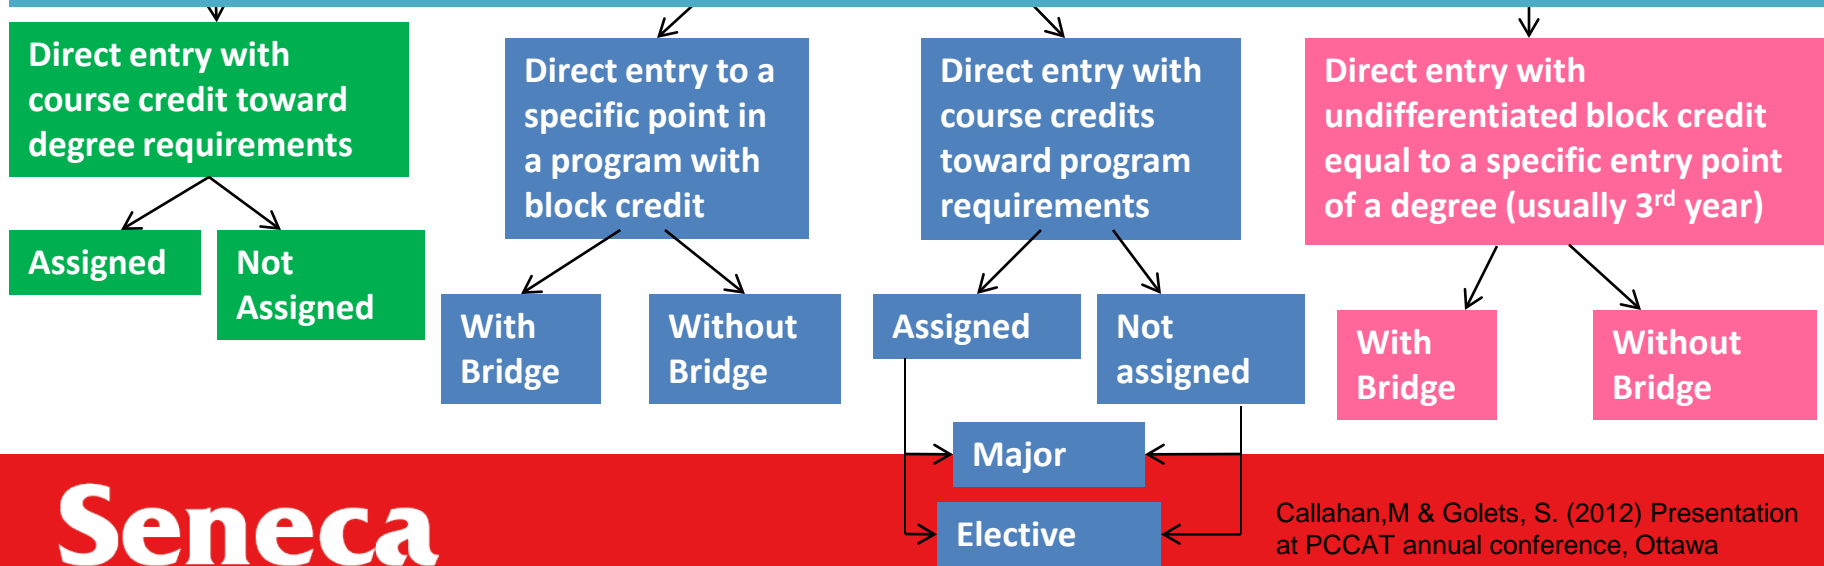 Direct entry with
course credit toward
degree requirements
Direct entry to a
specific point in
a program with
block credit
Direct entry with
course credits
toward program
requirements
Direct entry with
undifferentiated block credit
equal to a specific entry point
of a degree (usually 3rd year)
Assigned
Not
Assigned
With
Bridge
Without
Bridge
Assigned
Not
assigned
With
Bridge
Without
Bridge
Major
Elective
Seneca
Callahan,M & Golets, S. (2012) Presentation
at PCCAT annual conference, Ottawa